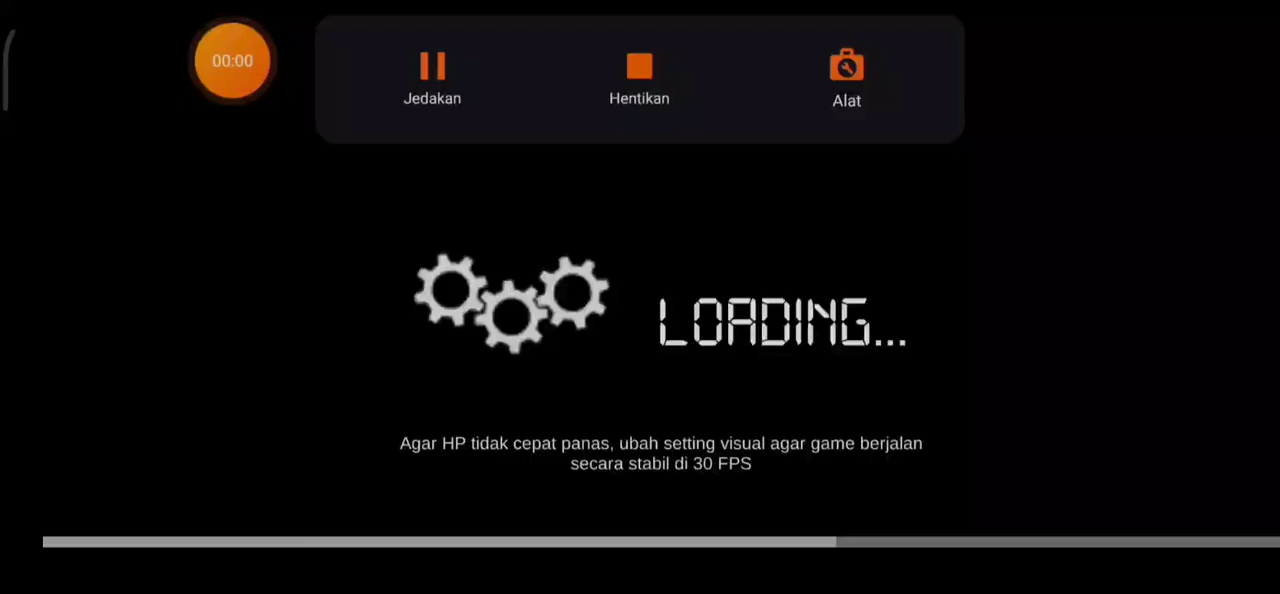 00:00
Jedakan
Hentikan
Alat
LOADING...
Agar HP tidak cepat panas, ubah setting visual agar game berjalan
secara stabil di 30 FPS